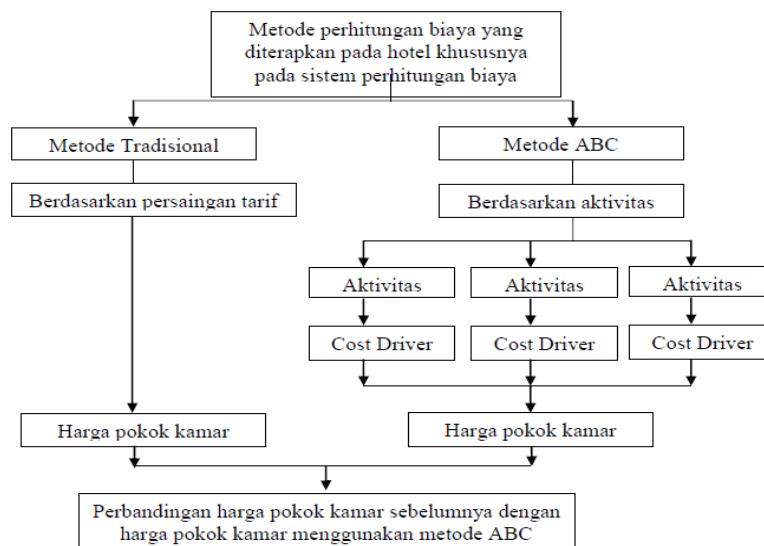 Metode perhitungan biaya yang
diterapkan pada hotel khususnya
pada sistem perhitungan biaya
Metode Tradisional
Metode ABC
Berdasarkan persaingan tarif
Berdasarkan aktivitas
Aktivitas
Aktivitas
Aktivitas
Cost Driver
Cost Driver
Cost Driver
Harga pokok kamar
Harga pokok kamar
Perbandingan harga pokok kamar sebelumnya dengan
harga pokok kamar menggunakan metode ABC